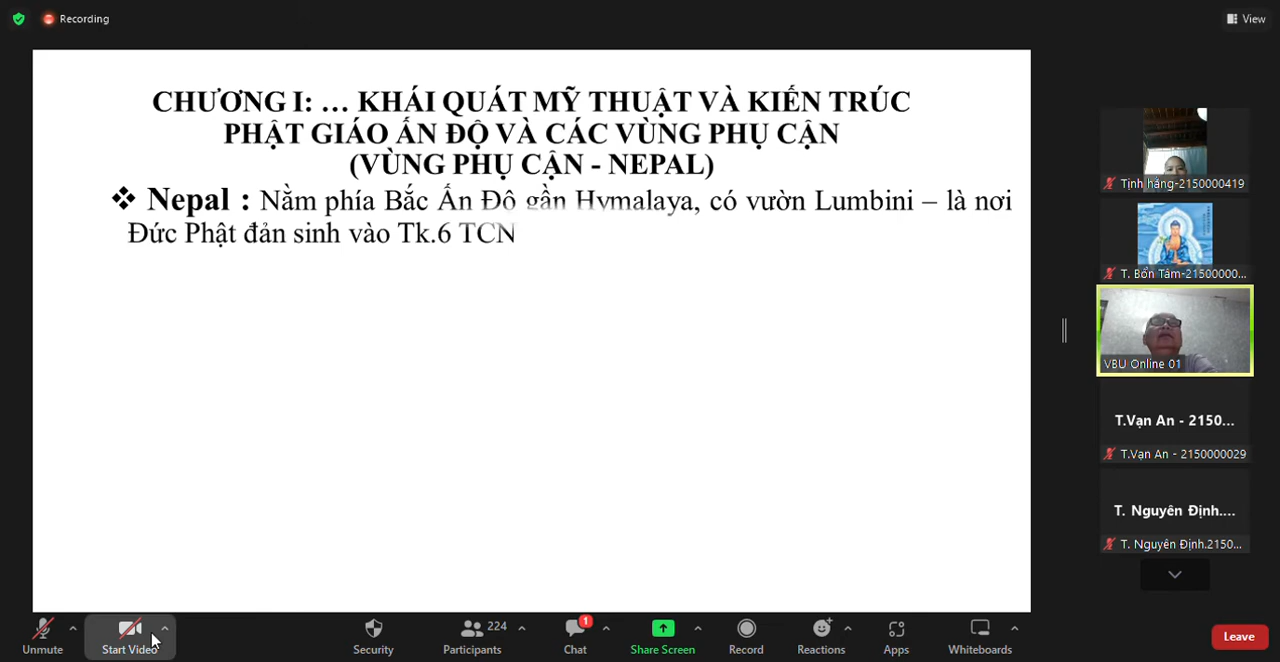 Recording
View
CHƯƠNG I: … KHÁI QUÁT MỸ THUẬT VÀ KIẾN TRÚC
PHẬT GIÁO ẤN ĐỘ VÀ CÁC VÙNG PHỤ CẬN
(VÙNG PHỤ CẬN - NEPAL)
❖ Nepal : Nằm phía Bắc Ấn Độ gần Hymalaya, có vườn Lumbini – là nơi
Đức Phật đản sinh vào Tk.6 TCN
Tịnh hằng-2150000419
T. Bổn Tâm-21500000...
VBU Online 01
T.Vạn An - 2150...
T.Vạn An - 2150000029
T. Nguyên Định....
T. Nguyên Định.2150...
Unmute
Start Video
Security
224
Participants
1
Chat
Share Screen
Record
Reactions
Apps
Whiteboards
Leave